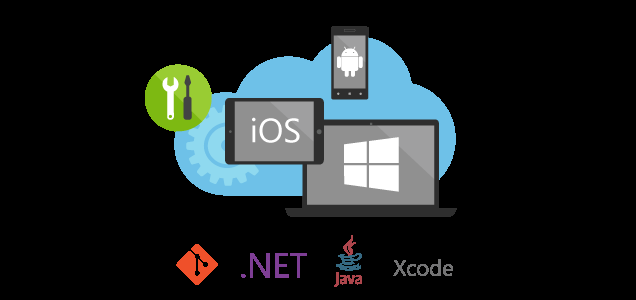 iOS
.NET
Java
Xcode